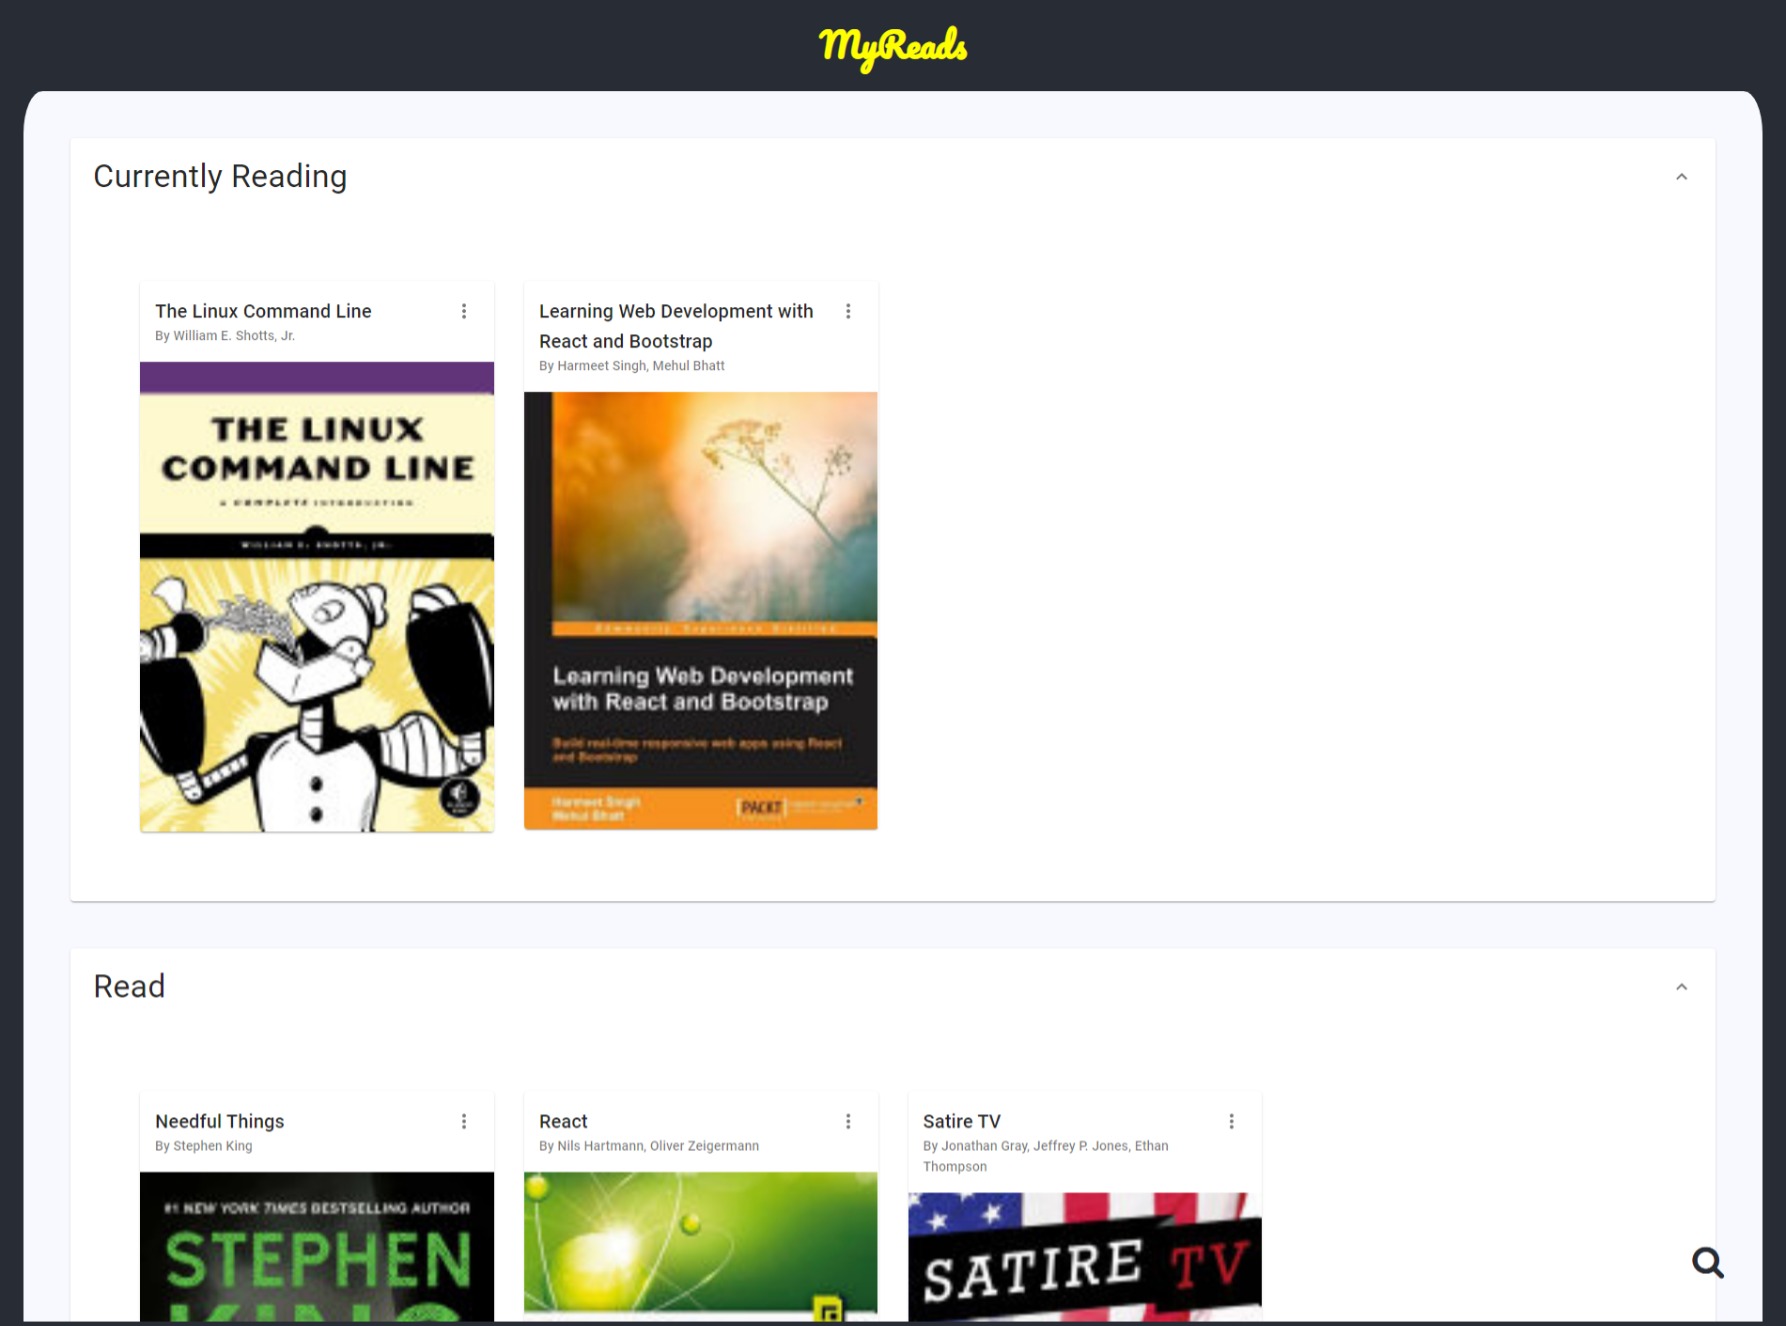 MyReads
Currently Reading
The Linux Command Line
By William E. Shotts, Jr.
THE LINUX
COMMAND LINE
A COMPLETE INTRODUCTION
WILLIAM E. SHOTTS, JR.
Learning Web Development with
React and Bootstrap
By Harmeet Singh, Mehul Bhatt
Community Experience Distilled
Learning Web Development
with React and Bootstrap
Build real-time responsive web apps using React
and Bootstrap
Harmeet Singh
Mehul Bhatt
[PACKT]
Read
Needful Things
By Stephen King
#1 NEW YORK TIMES BESTSELLING AUTHOR
STEPHEN
KING
React
By Nils Hartmann, Oliver Zeigermann
Satire TV
By Jonathan Gray, Jeffrey P. Jones, Ethan
Thompson
SATIRE TV